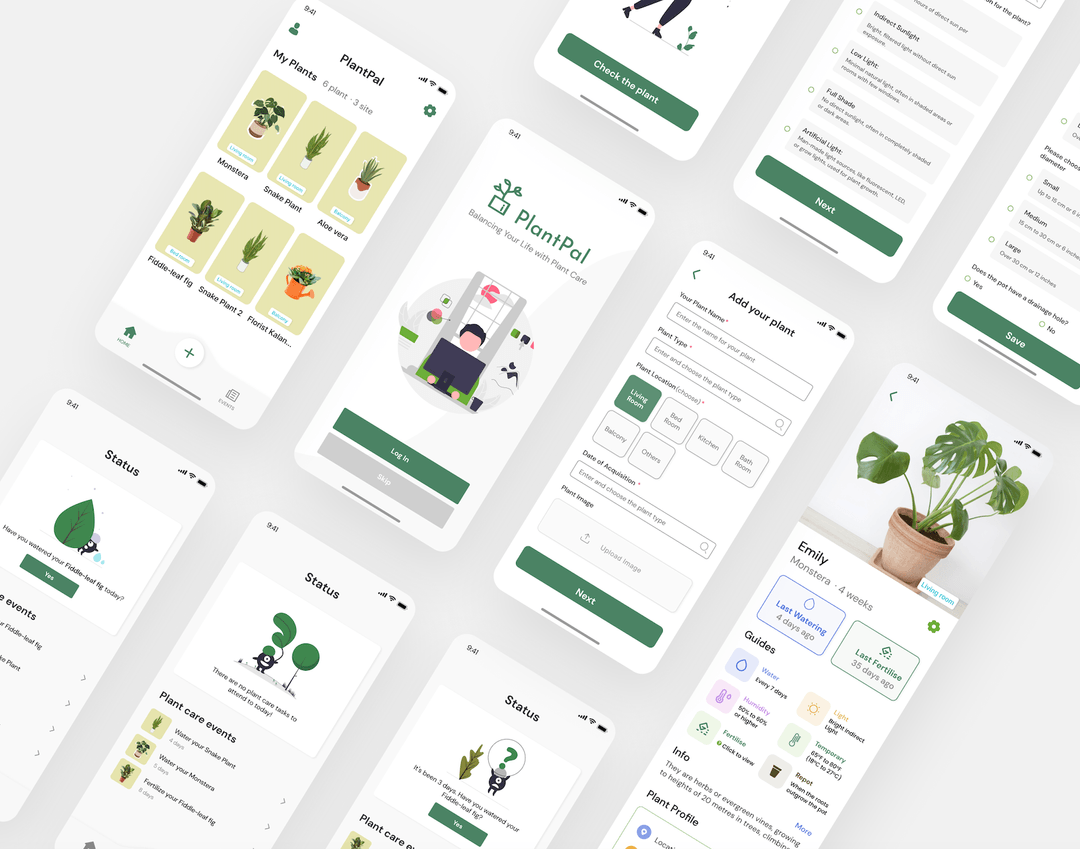 9:41
PlantPal
My Plants
6 plant · 3 site
Living room
Monstera
Living room
Snake Plant
Balcony
Aloe vera
Bed room
Fiddle-leaf fig
Living room
Snake Plant 2
Balcony
Florist Kalan...
HOME
EVENTS
9:41
PlantPal
Balancing Your Life with Plant Care
Log In
Skip
Check the plant
hours of direct sun per
Indirect Sunlight
Bright, filtered light without direct sun
exposure.
Low Light:
Minimal natural light, often in shaded areas or
rooms with few windows.
Full Shade
No direct sunlight, often in completely shaded
or dark areas.
Artificial Light:
Man-made light sources, like fluorescent, LED,
or grow lights, used for plant growth.
Next
Please choose
diameter
Small
Up to 15 cm or 6 inches
Medium
15 cm to 30 cm or 6 inches
Large
Over 30 cm or 12 inches
Does the pot have a drainage hole?
Yes
No
Save
9:41
Add your plant
Your Plant Name*
Enter the name for your plant
Plant Type *
Enter and choose the plant type
Plant Location(choose)*
Living
Room
Bed
Room
Kitchen
Bath
Room
Balcony
Others
Date of Acquisition *
Enter and choose the plant type
Plant Image
Upload Image
Next
9:41
Living room
Emily
Monstera · 4 weeks
Last Watering
4 days ago
Last Fertilise
35 days ago
Guides
Water
Every 7 days
Light
Bright Indirect
Light
Humidity
50% to 60%
or higher
Temporary
65°F to 80°F
(18°C to 27°C)
Fertilise
Click to view
Repot
When the roots
outgrow the pot
Info
They are herbs or evergreen vines, growing
to heights of 20 metres in trees, climbing
More
Plant Profile
9:41
Status
Have you watered your Fiddle-leaf fig today?
Yes
e events
Fiddle-leaf fig
Plant
9:41
Status
There are no plant care tasks to
attend to today!
Plant care events
Water your Snake Plant
4 days
Water your Monstera
5 days
Fertilize your Fiddle-leaf fig
6 days
9:41
Status
It's been 3 days. Have you watered your
Fiddle-leaf fig?
Yes
Plant care events